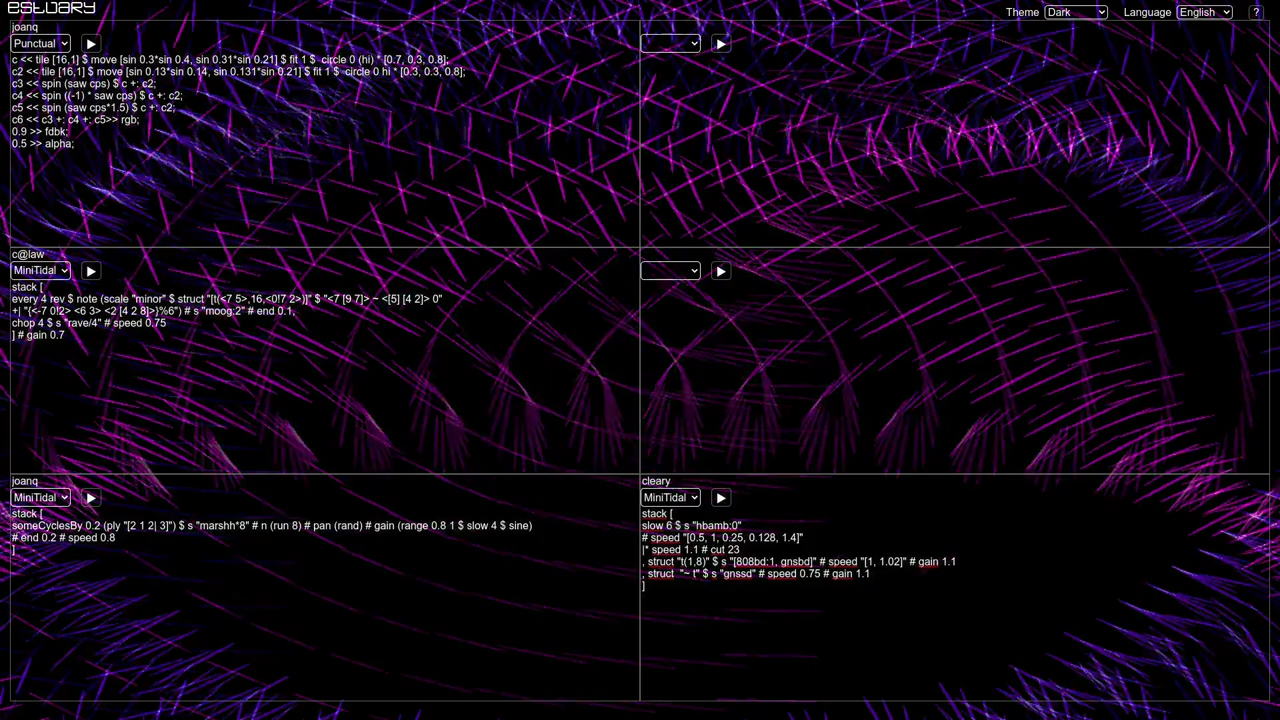 estuary
Theme Dark Language English ?
joanq
Punctual
c << tile [16,1] $ move [sin 0.3*sin 0.4, sin 0.31*sin 0.21] $ fit 1 $  circle 0 (hi) * [0.7, 0.3, 0.8];
c2 << tile [16,1] $ move [sin 0.13*sin 0.14, sin 0.131*sin 0.21] $ fit 1 $  circle 0 hi * [0.3, 0.3, 0.8];
c3 << spin (saw cps) $ c +: c2;
c4 << spin ((-1) * saw cps) $ c +: c2;
c5 << spin (saw cps*1.5) $ c +: c2;
c6 << c3 +: c4 +: c5>> rgb;
0.9 >> fdbk;
0.5 >> alpha;
c@law
MiniTidal
stack [
every 4 rev $ note (scale "minor" $ struct "[t(<7 5>,16,<0!7 2>)]" $ "<7 [9 7]> ~ <[5] [4 2]> 0"
+| "{<-7 0!2> <6 3> <2 [4 2 8]>}%6") # s "moog:2" # end 0.1,
chop 4 $ s "rave/4" # speed 0.75
] # gain 0.7
joanq
MiniTidal
stack [
someCyclesBy 0.2 (ply "[2 1 2| 3]") $ s "marshh*8" # n (run 8) # pan (rand) # gain (range 0.8 1 $ slow 4 $ sine)
# end 0.2 # speed 0.8
]
cleary
MiniTidal
stack [
slow 6 $ s "hbamb:0"
# speed "[0.5, 1, 0.25, 0.128, 1.4]"
|* speed 1.1 # cut 23
, struct "t(1,8)" $ s "[808bd:1, gnsbd]" # speed "[1, 1.02]" # gain 1.1
, struct  "~ t" $ s "gnssd" # speed 0.75 # gain 1.1
]